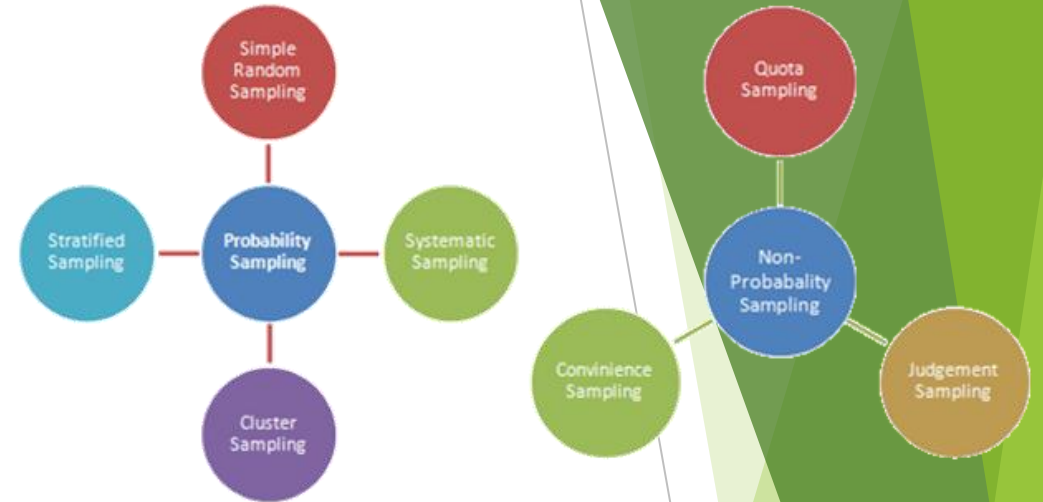 Simple
Random
Sampling
Stratified
Sampling
Probability
Sampling
Systematic
Sampling
Cluster
Sampling
Quota
Sampling
Non-
Probabality
Sampling
Convinience
Sampling
Judgement
Sampling